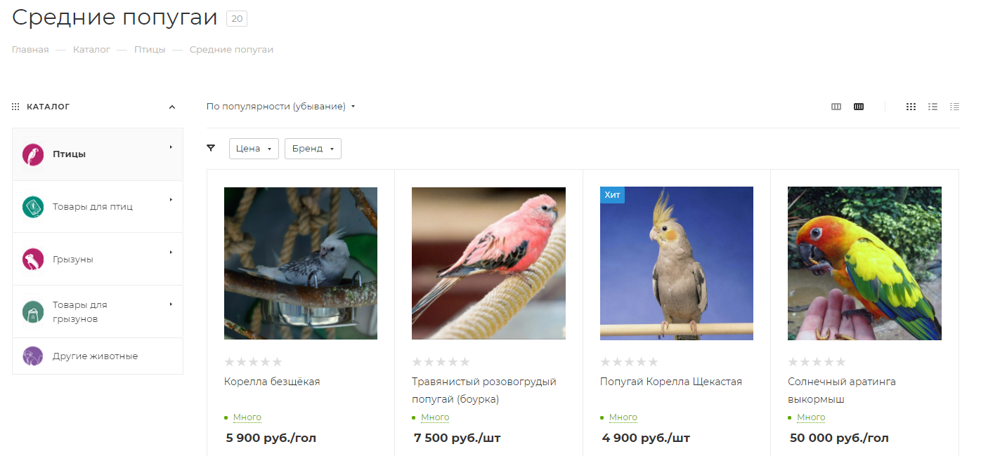 Средние попугаи 20
Главная — Каталог — Птицы — Средние попугаи
КАТАЛОГ
Птицы
Товары для птиц
Грызуны
Товары для
грызунов
Другие животные
По популярности (убывание)
Цена
Бренд
Корелла безщёкая
Много
5 900 руб./гол
Травянистый розовогрудый
попугай (боурка)
Много
7 500 руб./шт
Хит
Попугай Корелла Щекастая
Много
4 900 руб./шт
Солнечный аратинга
выкормыш
Много
50 000 руб./гол